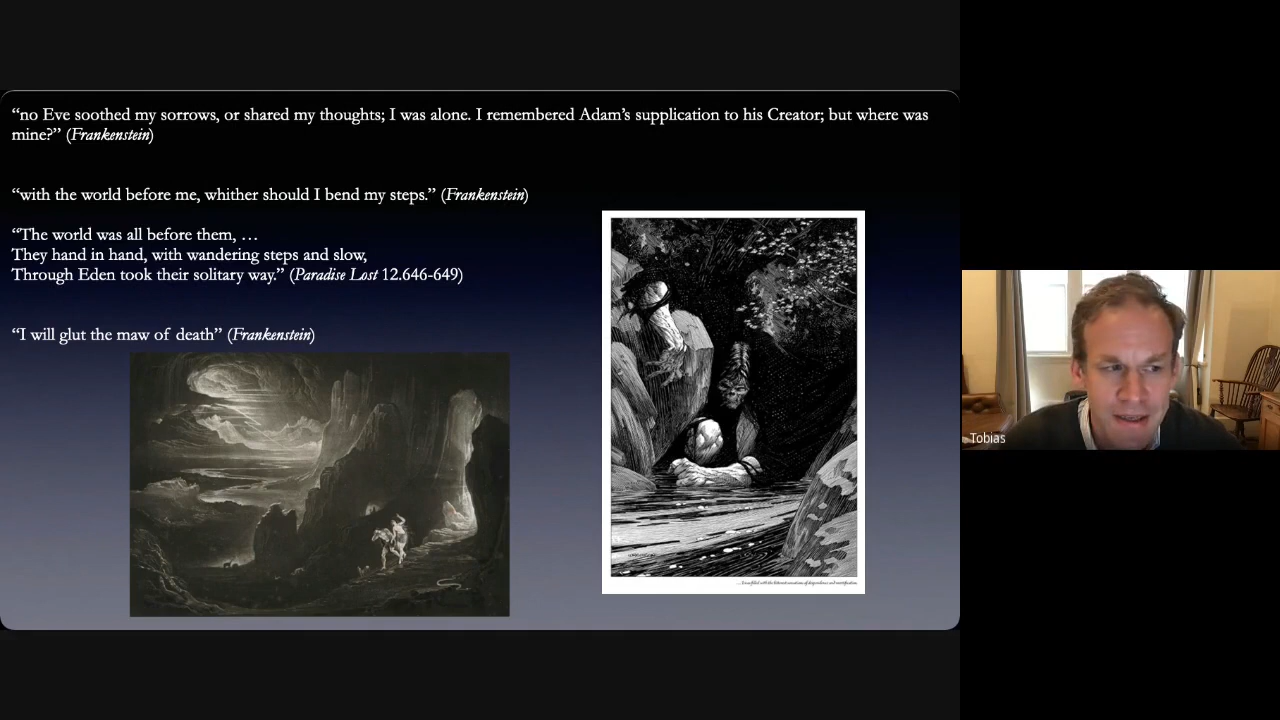 “no Eve soothed my sorrows, or shared my thoughts; I was alone. I remembered Adam’s supplication to his Creator; but where was
mine?” (Frankenstein)
“with the world before me, whither should I bend my steps.” (Frankenstein)
“The world was all before them, …
They hand in hand, with wandering steps and slow,
Through Eden took their solitary way.” (Paradise Lost 12.646-649)
“I will glut the maw of death” (Frankenstein)
Tobias